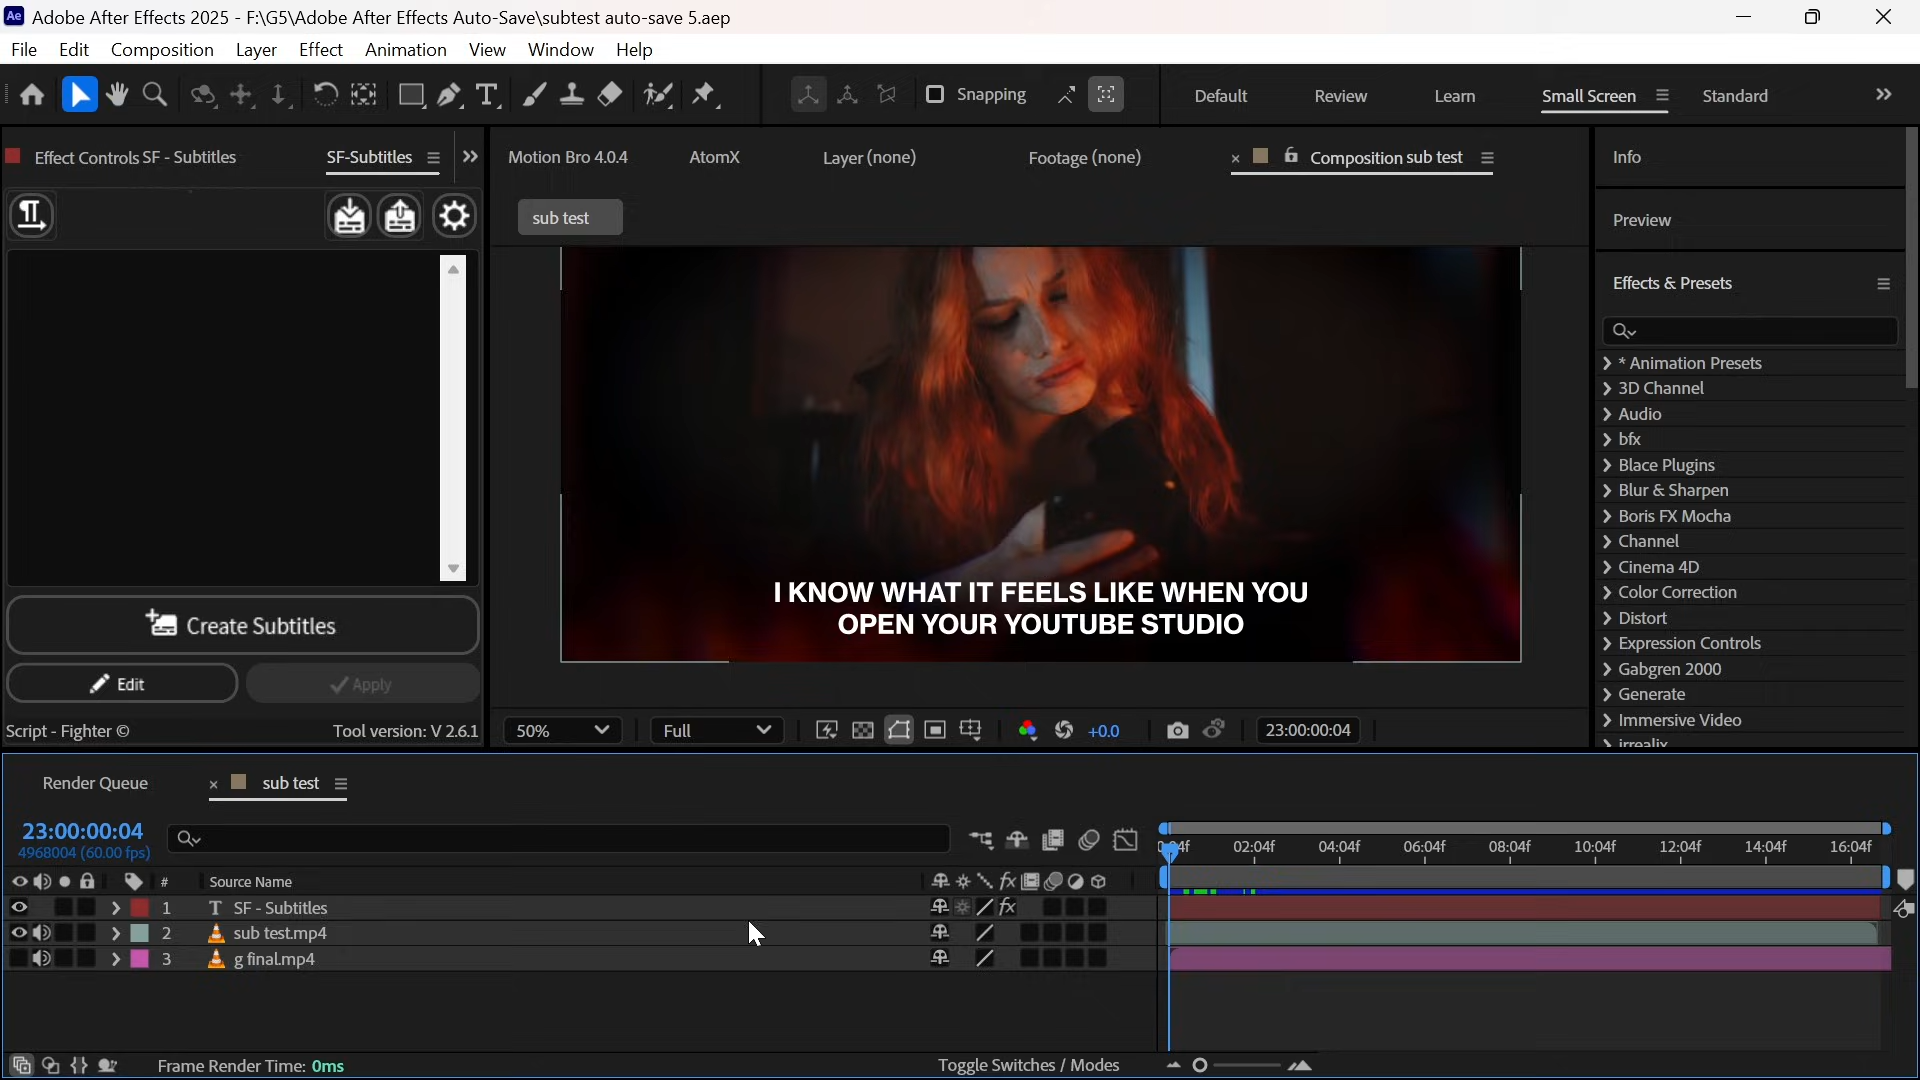 Adobe After Effects 2025 - F:\G5\Adobe After Effects Auto-Save\subtest auto-save 5.aep
File Edit Composition Layer Effect Animation View Window Help
Snapping Default Review Learn Small Screen Standard
Effect Controls SF - Subtitles SF-Subtitles
Motion Bro 4.0.4 AtomX Layer (none) Footage (none) Composition sub test
Info
sub test
Preview
Effects & Presets
* Animation Presets
3D Channel
Audio
bfx
Blace Plugins
Blur & Sharpen
Boris FX Mocha
Channel
Cinema 4D
Color Correction
Distort
Expression Controls
Gabgren 2000
Generate
Immersive Video
irrealix
I KNOW WHAT IT FEELS LIKE WHEN YOU
OPEN YOUR YOUTUBE STUDIO
Create Subtitles
Edit Apply
Script - Fighter © Tool version: V 2.6.1
50% Full +0.0 23:00:00:04
Render Queue sub test
23:00:00:04
4968004 (60.00 fps)
02:04f 04:04f 06:04f 08:04f 10:04f 12:04f 14:04f 16:04f
# Source Name
1 T SF - Subtitles
2 sub test.mp4
3 g final.mp4
Frame Render Time: 0ms Toggle Switches / Modes